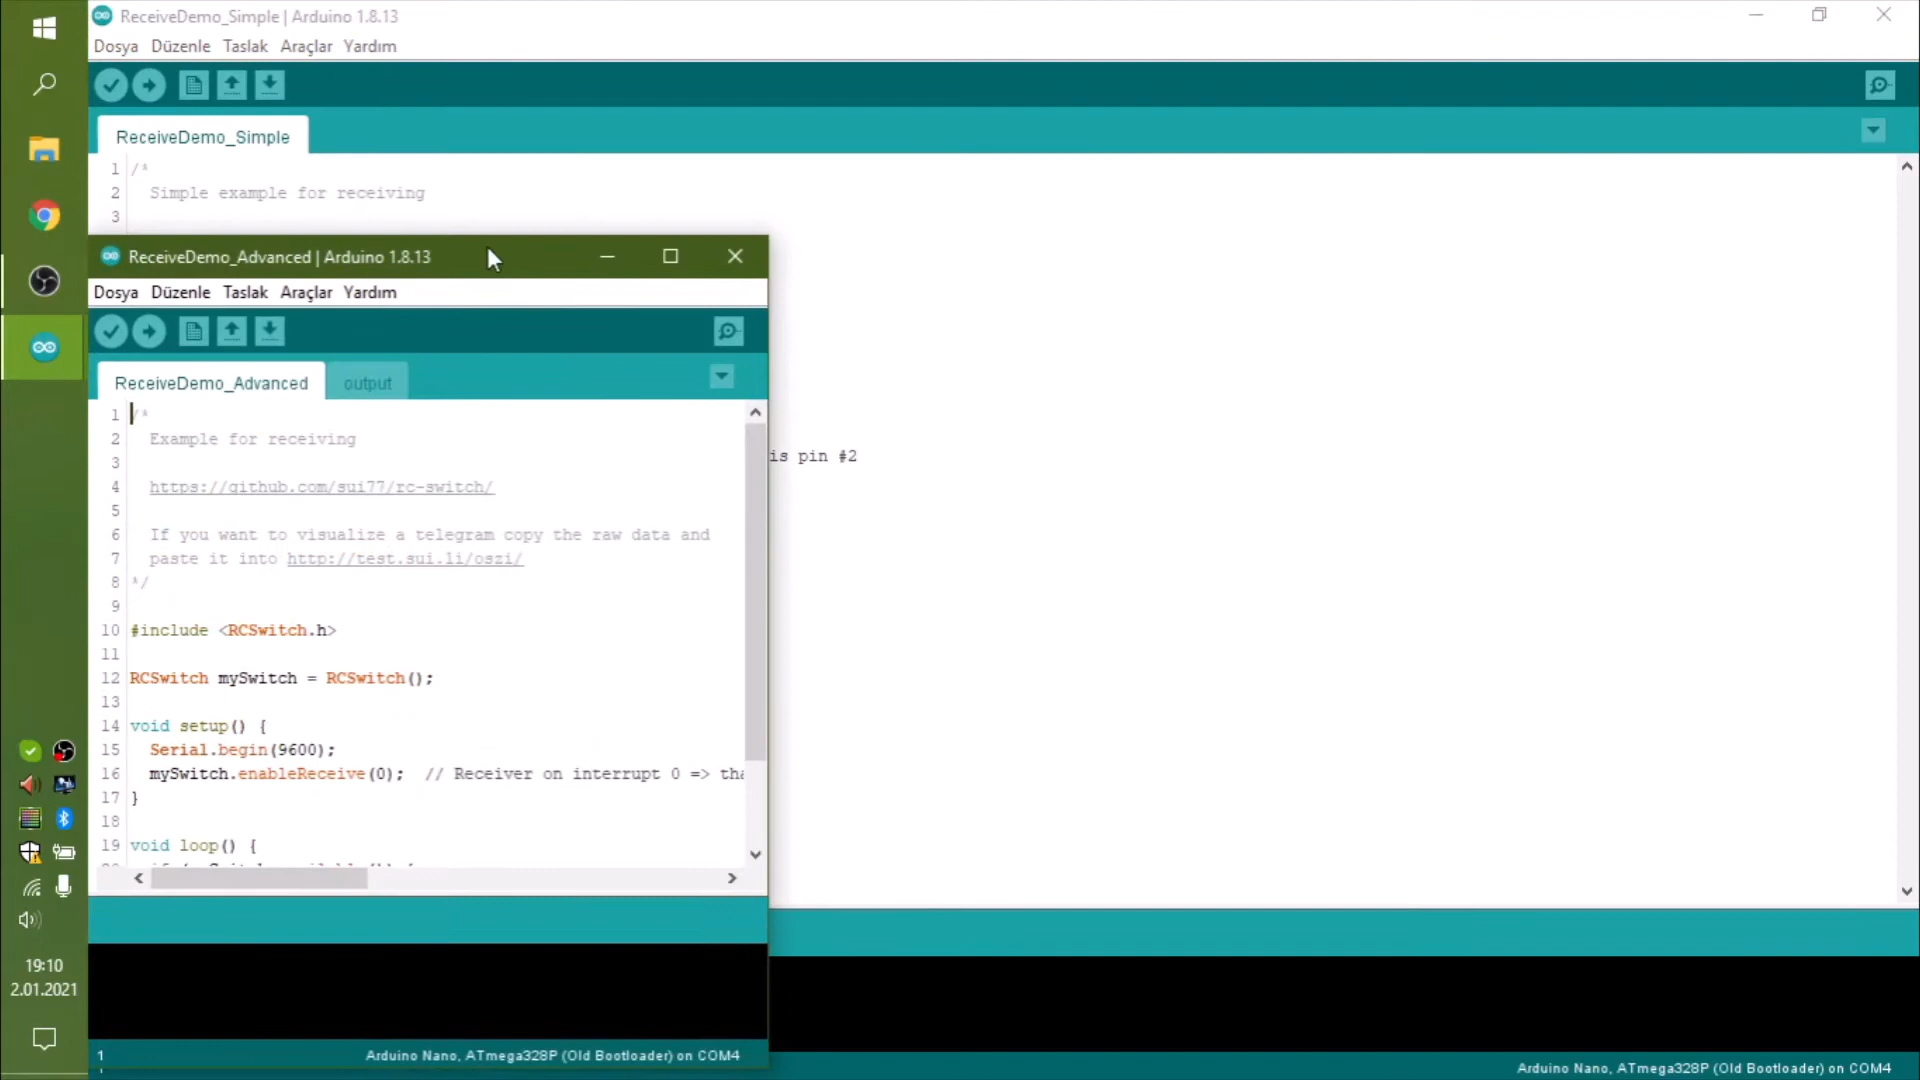 ReceiveDemo_Simple | Arduino 1.8.13
Dosya Düzenle Taslak Araçlar Yardım
ReceiveDemo_Simple
1 /*
2 Simple example for receiving
3
is pin #2
ReceiveDemo_Advanced | Arduino 1.8.13
Dosya Düzenle Taslak Araçlar Yardım
ReceiveDemo_Advanced output
1 /*
2 Example for receiving
3
4 https://github.com/sui77/rc-switch/
5
6 If you want to visualize a telegram copy the raw data and
7 paste it into http://test.sui.li/oszi/
8 */
9
10 #include <RCSwitch.h>
11
12 RCSwitch mySwitch = RCSwitch();
13
14 void setup() {
15 Serial.begin(9600);
16 mySwitch.enableReceive(0); // Receiver on interrupt 0 => tha
17 }
18
19 void loop() {
1 Arduino Nano, ATmega328P (Old Bootloader) on COM4
Arduino Nano, ATmega328P (Old Bootloader) on COM4
19:10
2.01.2021